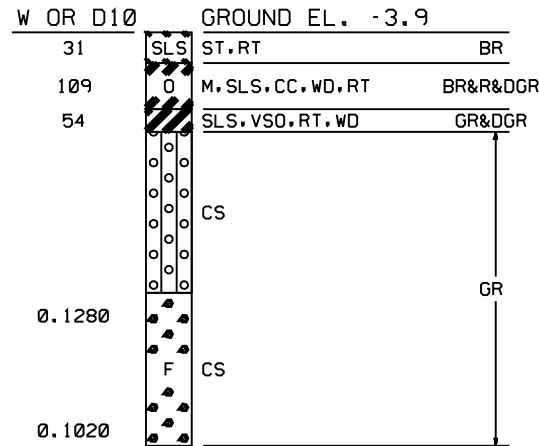 W OR D10 GROUND EL. -3.9
31 SLS ST,RT BR
109 O M,SLS,CC,WD,RT BR&R&DGR
54 SLS,VSO,RT,WD GR&DGR
CS
GR
0.1280
F CS
0.1020